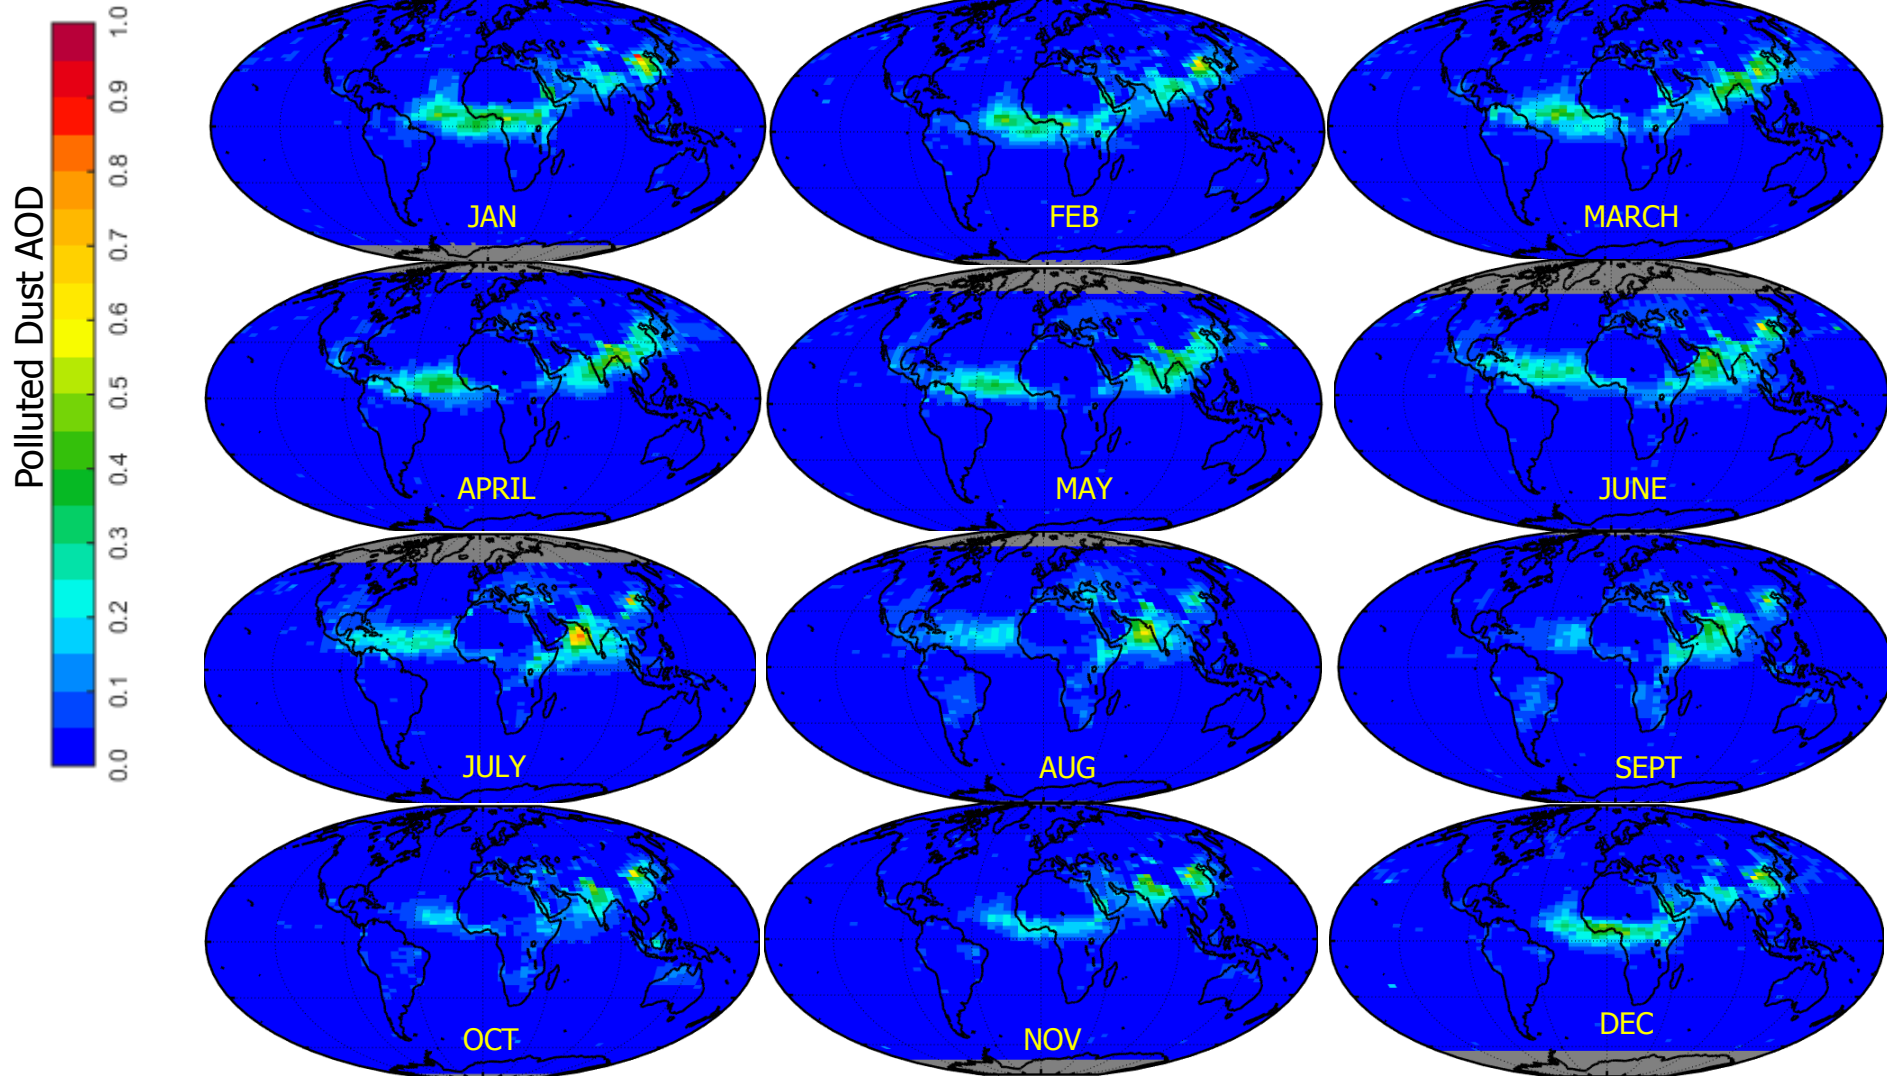 Polluted Dust AOD
1.0
0.9
0.8
0.7
0.6
0.5
0.4
0.3
0.2
0.1
0.0
JAN
FEB
MARCH
APRIL
MAY
JUNE
JULY
AUG
SEPT
OCT
NOV
DEC